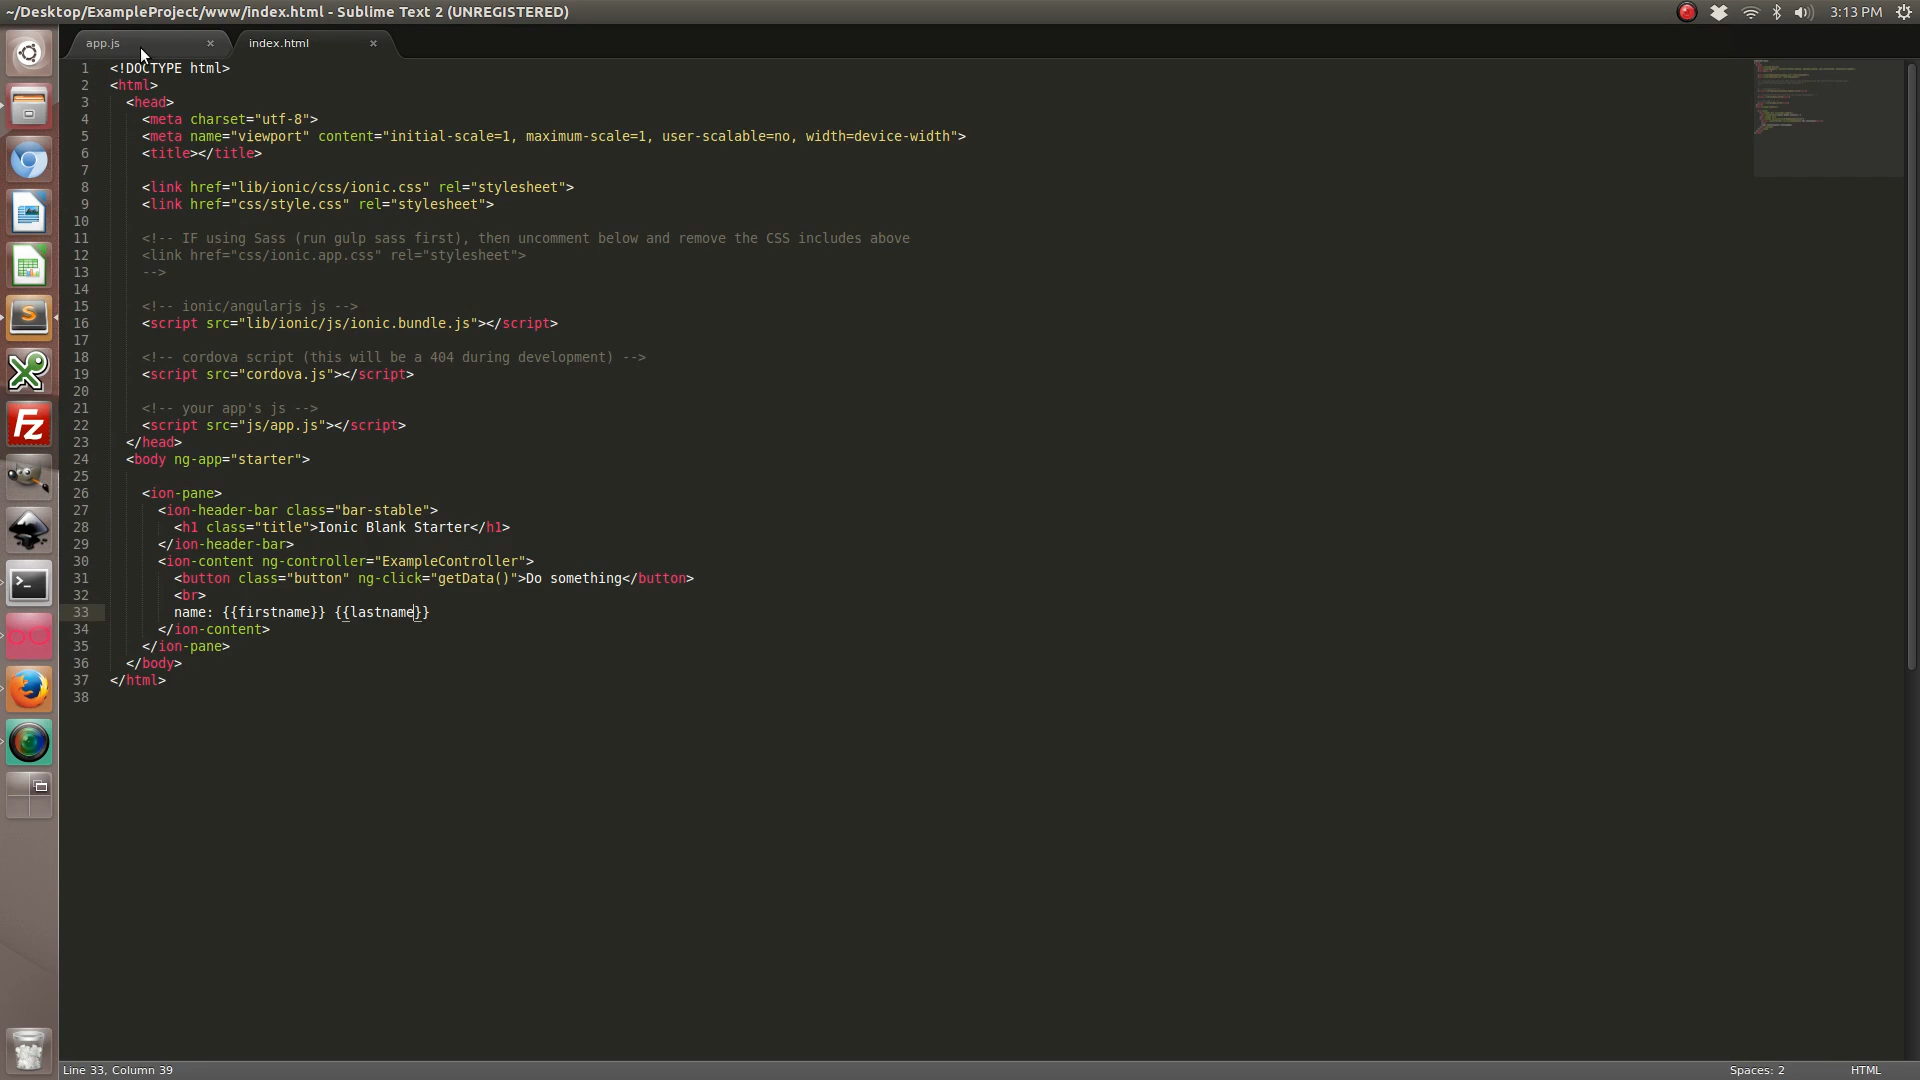 ~/Desktop/ExampleProject/www/index.html - Sublime Text 2 (UNREGISTERED)
3:13 PM
app.js × index.html ×
1 <!DOCTYPE html>
2 <html>
3 <head>
4 <meta charset="utf-8">
5 <meta name="viewport" content="initial-scale=1, maximum-scale=1, user-scalable=no, width=device-width">
6 <title></title>
7
8 <link href="lib/ionic/css/ionic.css" rel="stylesheet">
9 <link href="css/style.css" rel="stylesheet">
10
11 <!-- IF using Sass (run gulp sass first), then uncomment below and remove the CSS includes above
12 <link href="css/ionic.app.css" rel="stylesheet">
13 -->
14
15 <!-- ionic/angularjs js -->
16 <script src="lib/ionic/js/ionic.bundle.js"></script>
17
18 <!-- cordova script (this will be a 404 during development) -->
19 <script src="cordova.js"></script>
20
21 <!-- your app's js -->
22 <script src="js/app.js"></script>
23 </head>
24 <body ng-app="starter">
25
26 <ion-pane>
27 <ion-header-bar class="bar-stable">
28 <h1 class="title">Ionic Blank Starter</h1>
29 </ion-header-bar>
30 <ion-content ng-controller="ExampleController">
31 <button class="button" ng-click="getData()">Do something</button>
32 <br>
33 name: {{firstname}} {{lastname}}
34 </ion-content>
35 </ion-pane>
36 </body>
37 </html>
38
Line 33, Column 39
Spaces: 2
HTML